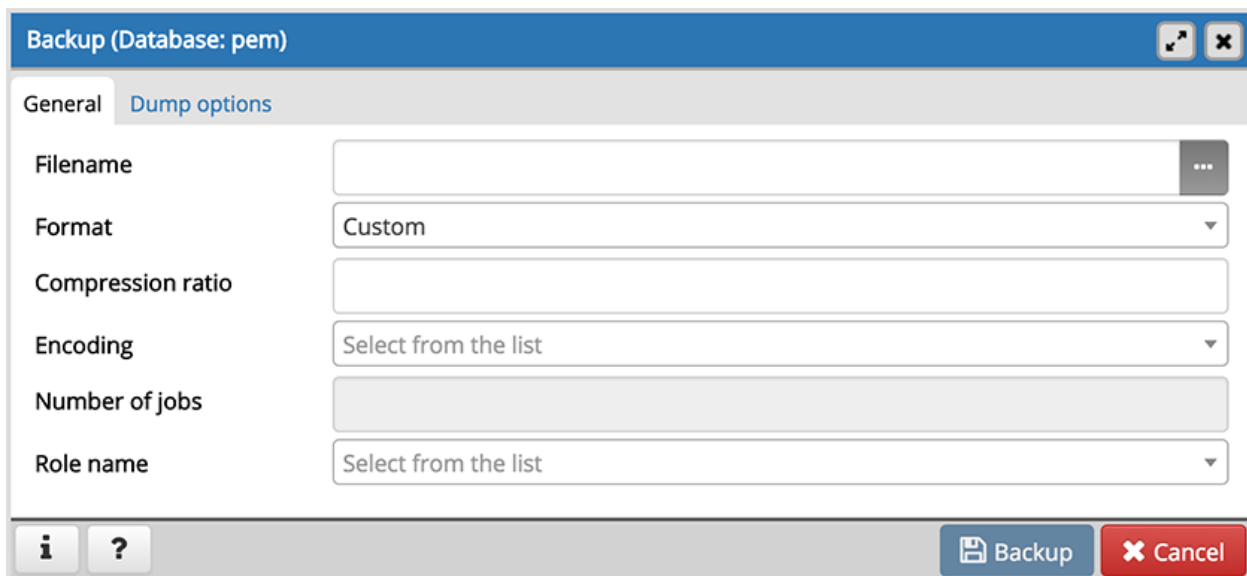 Backup (Database: pem)
General Dump options
Filename
Format Custom
Compression ratio
Encoding Select from the list
Number of jobs
Role name Select from the list
i ? Backup Cancel